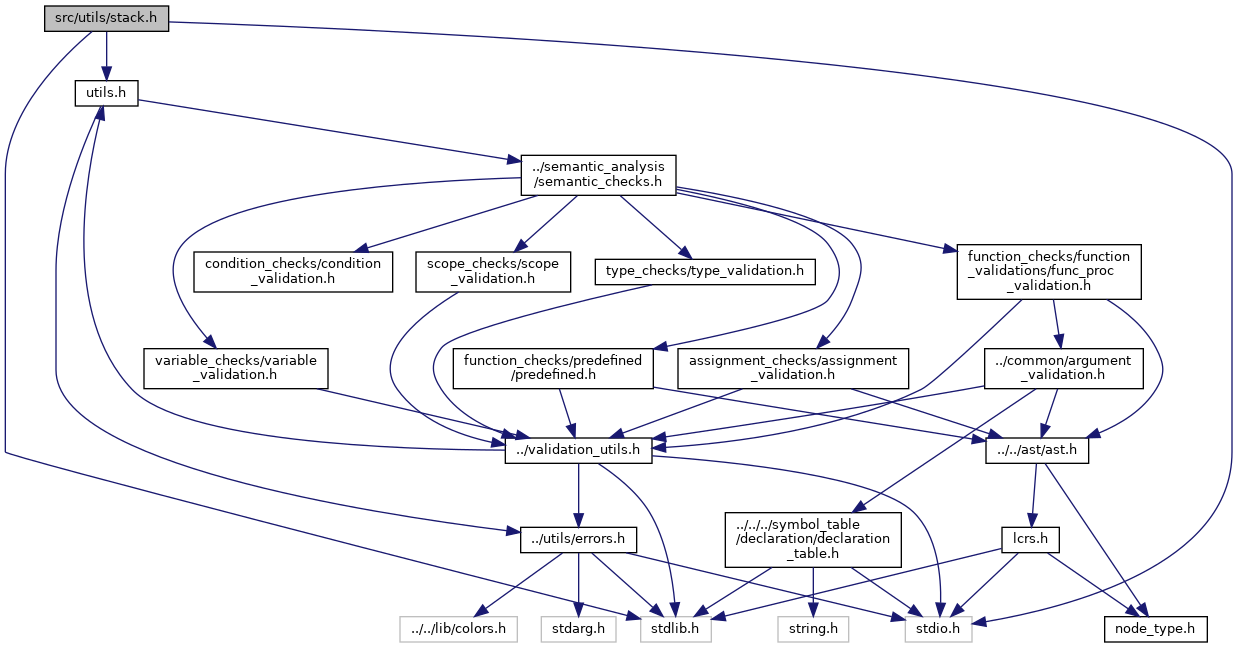 src/utils/stack.h
utils.h
../semantic_analysis
/semantic_checks.h
condition_checks/condition
_validation.h
scope_checks/scope
_validation.h
type_checks/type_validation.h
function_checks/function
_validations/func_proc
_validation.h
variable_checks/variable
_validation.h
function_checks/predefined
/predefined.h
assignment_checks/assignment
_validation.h
../common/argument
_validation.h
../validation_utils.h
../../ast/ast.h
../utils/errors.h
../../../symbol_table
/declaration/declaration
_table.h
lcrs.h
../../lib/colors.h
stdarg.h
stdlib.h
string.h
stdio.h
node_type.h